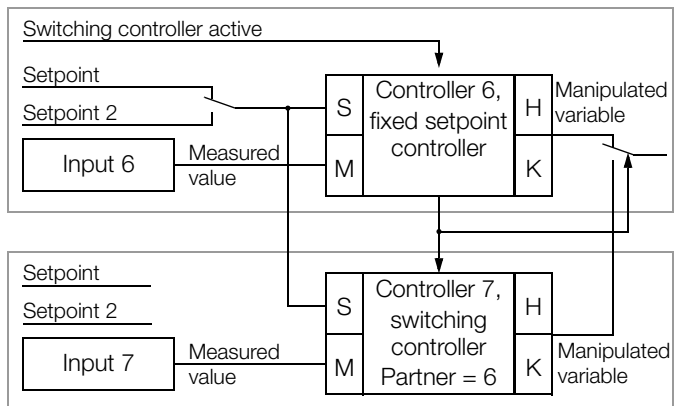 Switching controller active
Setpoint
Setpoint 2
Input 6
Measured
value
S
M
Controller 6,
fixed setpoint
controller
H
K
Manipulated
variable
Setpoint
Setpoint 2
Input 7
Measured
value
S
M
Controller 7,
switching
controller
Partner = 6
H
K
Manipulated
variable